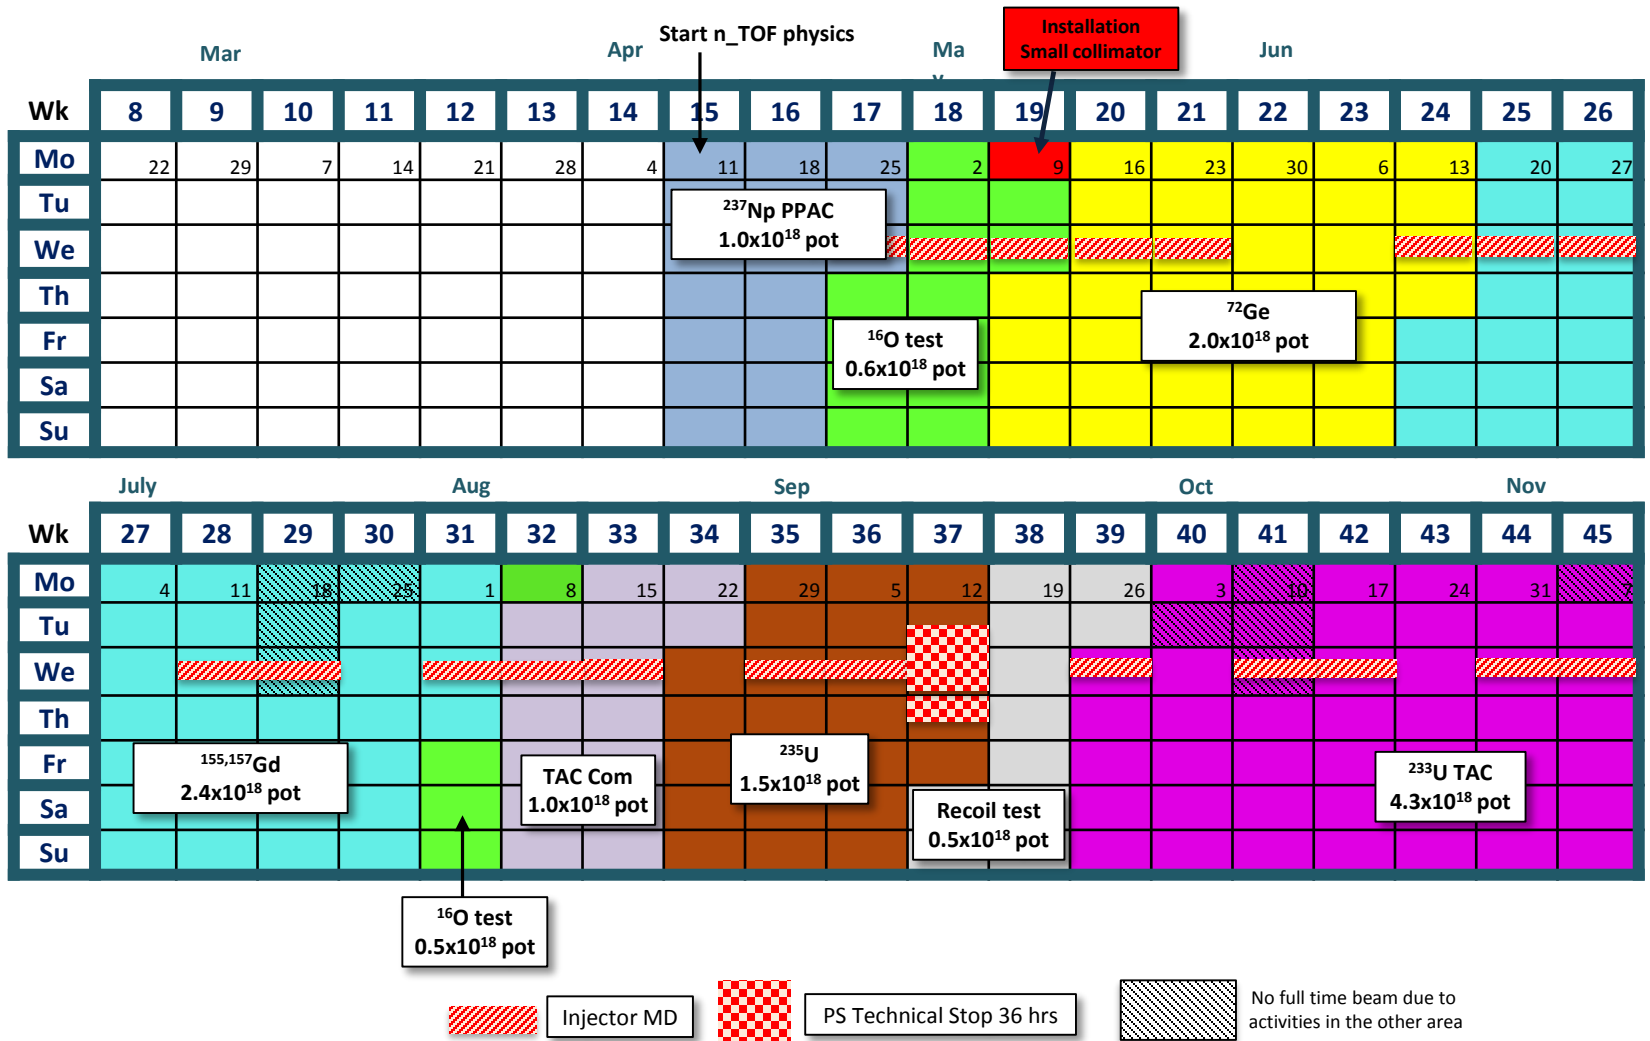 Start n_TOF physics
Installation
Small collimator
Mar Apr Ma Jun
Wk 8 9 10 11 12 13 14 15 16 17 18 19 20 21 22 23 24 25 26
Mo 22 29 7 14 21 28 4 11 18 25 2 9 16 23 30 6 13 20 27
Tu
²³⁷Np PPAC
1.0x10¹⁸ pot
We
Th
⁷²Ge
2.0x10¹⁸ pot
Fr
¹⁶O test
0.6x10¹⁸ pot
Sa
Su
July Aug Sep Oct Nov
Wk 27 28 29 30 31 32 33 34 35 36 37 38 39 40 41 42 43 44 45
Mo 4 11 18 25 1 8 15 22 29 5 12 19 26 3 10 17 24 31 7
Tu
We
Th
Fr
¹⁵⁵,¹⁵⁷Gd
2.4x10¹⁸ pot
TAC Com
1.0x10¹⁸ pot
²³⁵U
1.5x10¹⁸ pot
²³³U TAC
4.3x10¹⁸ pot
Sa
Recoil test
0.5x10¹⁸ pot
Su
¹⁶O test
0.5x10¹⁸ pot
Injector MD
PS Technical Stop 36 hrs
No full time beam due to
activities in the other area